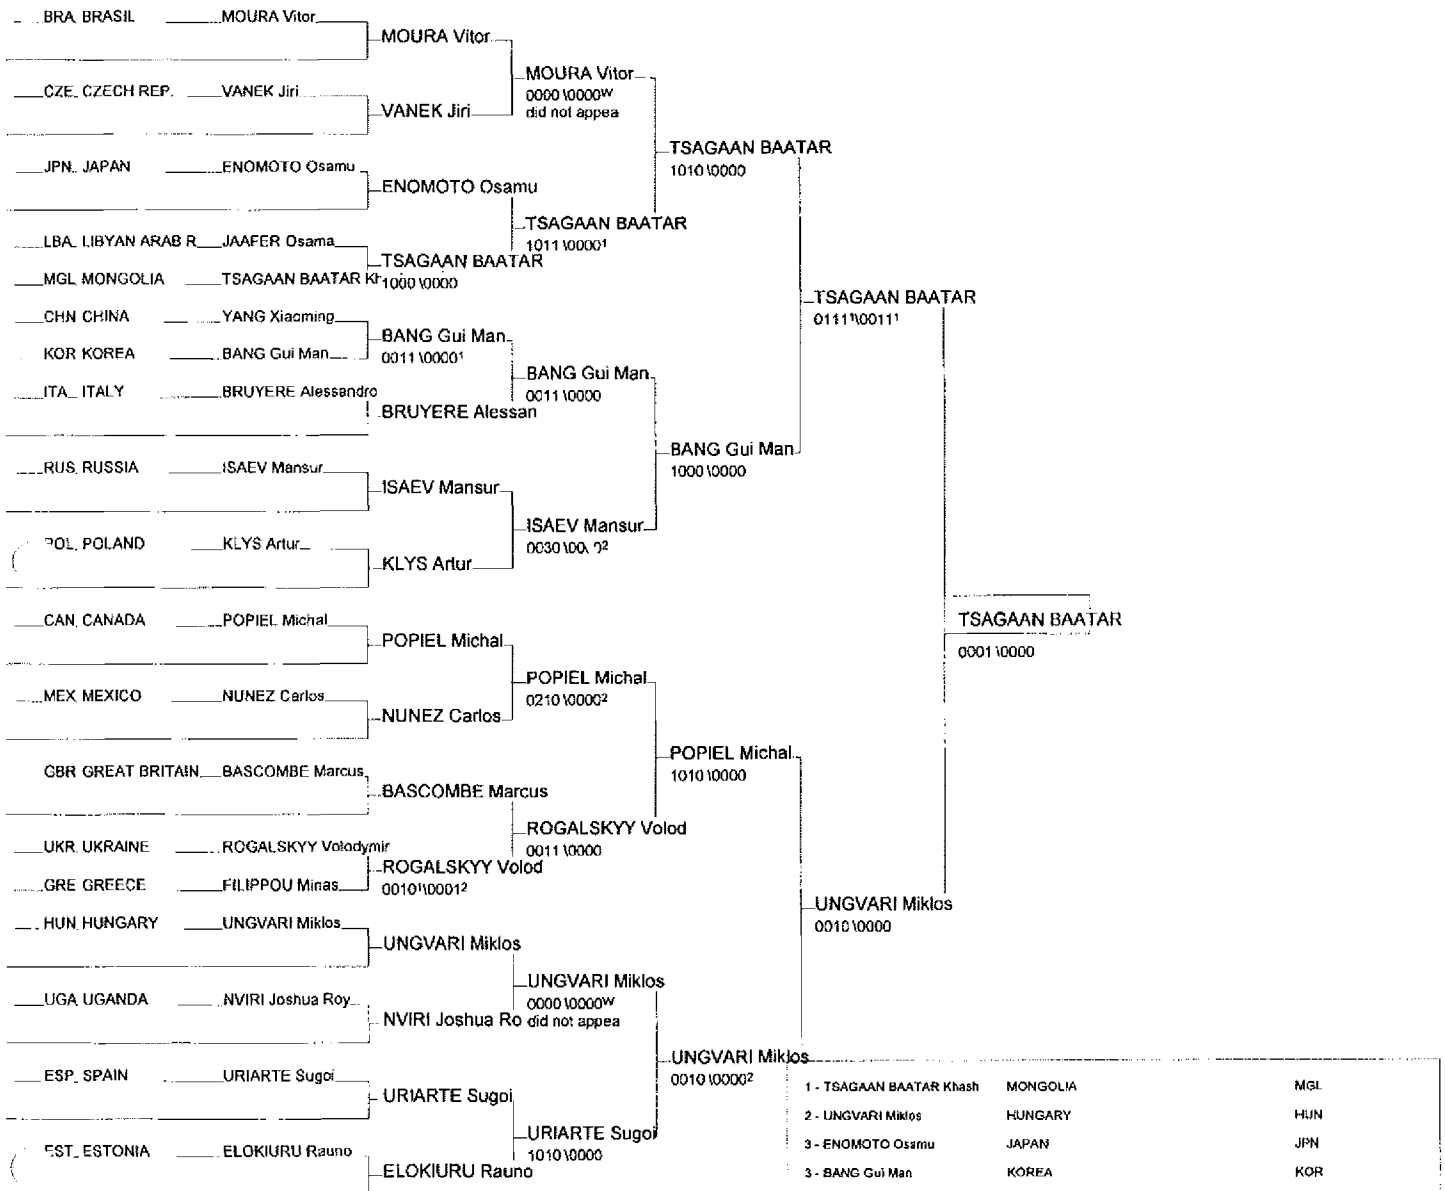 BRA BRASIL MOURA Vitor
MOURA Vitor
MOURA Vitor
0000\0000W
did not appea
CZE CZECH REP. VANEK Jiri
VANEK Jiri
TSAGAAN BAATAR
1010\0000
JPN JAPAN ENOMOTO Osamu
ENOMOTO Osamu
TSAGAAN BAATAR
1011\0000¹
LBA LIBYAN ARAB R JAAFER Osama
TSAGAAN BAATAR
1000\0000
MGL MONGOLIA TSAGAAN BAATAR Kh
TSAGAAN BAATAR
0111¹\0011¹
CHN CHINA YANG Xiaoming
BANG Gui Man
0011\0000¹
KOR KOREA BANG Gui Man
BANG Gui Man
0011\0000
ITA ITALY BRUYERE Alessandro
BRUYERE Alessan
BANG Gui Man
1000\0000
RUS RUSSIA ISAEV Mansur
ISAEV Mansur
ISAEV Mansur
POL POLAND KLYS Artur
KLYS Artur
TSAGAAN BAATAR
0001\0000
CAN CANADA POPIEL Michal
POPIEL Michal
POPIEL Michal
0210\0000²
MEX MEXICO NUNEZ Carlos
NUNEZ Carlos
POPIEL Michal
1010\0000
GBR GREAT BRITAIN BASCOMBE Marcus
BASCOMBE Marcus
ROGALSKYY Volod
0011\0000
UKR UKRAINE ROGALSKYY Volodymir
ROGALSKYY Volod
0010¹\0001²
GRE GREECE FILIPPOU Minas
UNGVARI Miklos
0010\0000
HUN HUNGARY UNGVARI Miklos
UNGVARI Miklos
UNGVARI Miklos
0000\0000W
did not appea
UGA UGANDA NVIRI Joshua Roy
NVIRI Joshua Ro
UNGVARI Miklos
0010\0000²
ESP SPAIN URIARTE Sugoi
URIARTE Sugoi
URIARTE Sugoi
1010\0000
EST ESTONIA ELOKIURU Rauno
ELOKIURU Rauno
1 - TSAGAAN BAATAR Khash MONGOLIA MGL
2 - UNGVARI Miklos HUNGARY HUN
3 - ENOMOTO Osamu JAPAN JPN
3 - BANG Gui Man KOREA KOR